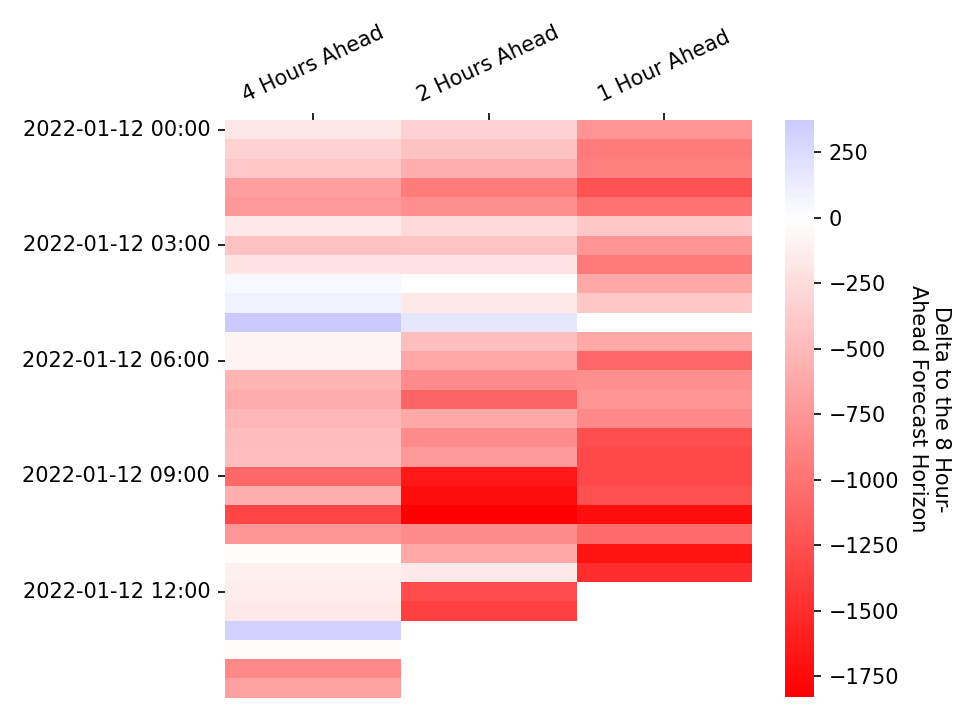 4 Hours Ahead
2 Hours Ahead
1 Hour Ahead
2022-01-12 00:00
2022-01-12 03:00
2022-01-12 06:00
2022-01-12 09:00
2022-01-12 12:00
250
0
−250
−500
−750
−1000
−1250
−1500
−1750
Delta to the 8 Hour-
Ahead Forecast Horizon